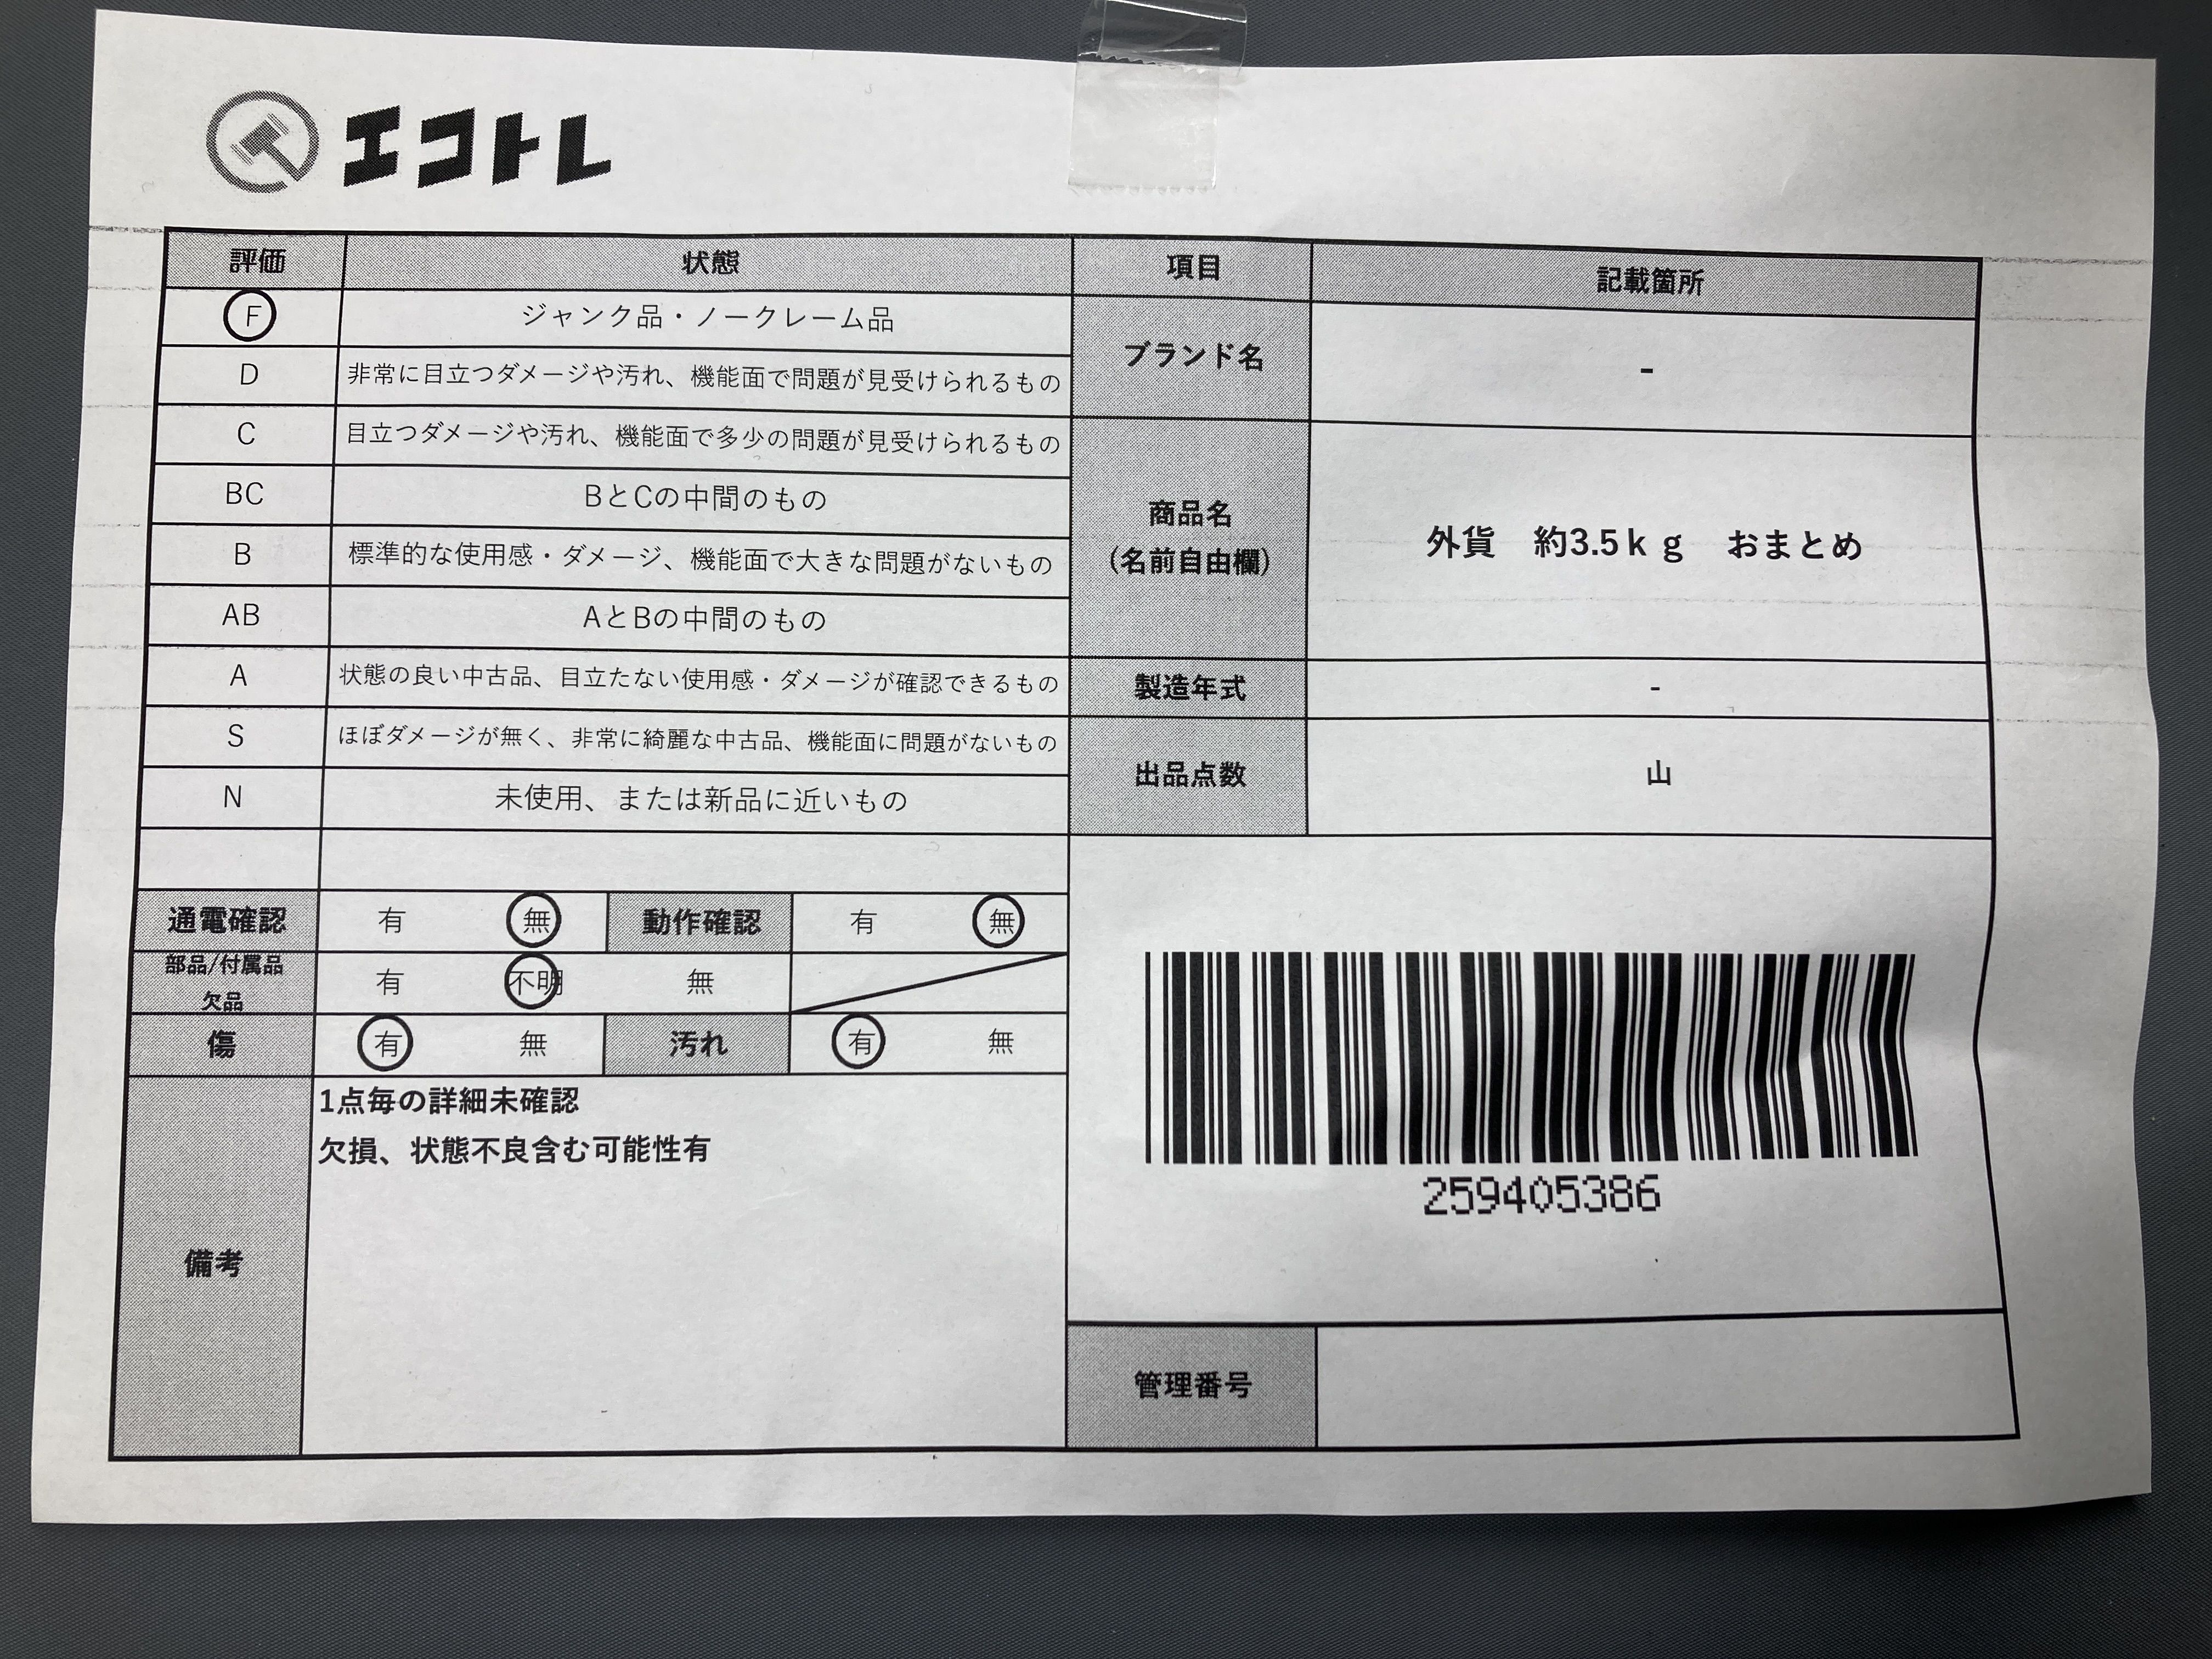 エコトレ
評価 状態 項目 記載箇所
F ジャンク品・ノークレーム品
D 非常に目立つダメージや汚れ、機能面で問題が見受けられるもの
C 目立つダメージや汚れ、機能面で多少の問題が見受けられるもの
BC BとCの中間のもの
B 標準的な使用感・ダメージ、機能面で大きな問題がないもの
AB AとBの中間のもの
A 状態の良い中古品、目立たない使用感・ダメージが確認できるもの
S ほぼダメージが無く、非常に綺麗な中古品、機能面に問題がないもの
N 未使用、または新品に近いもの
通電確認 有 無 動作確認 有 無
部品/付属品
欠品 有 不明 無
傷 有 無 汚れ 有 無
備考
1点毎の詳細未確認
欠損、状態不良含む可能性有
ブランド名 -
商品名
(名前自由欄)
外貨 約3.5ｋｇ おまとめ
製造年式 -
出品点数 山
259405386
管理番号